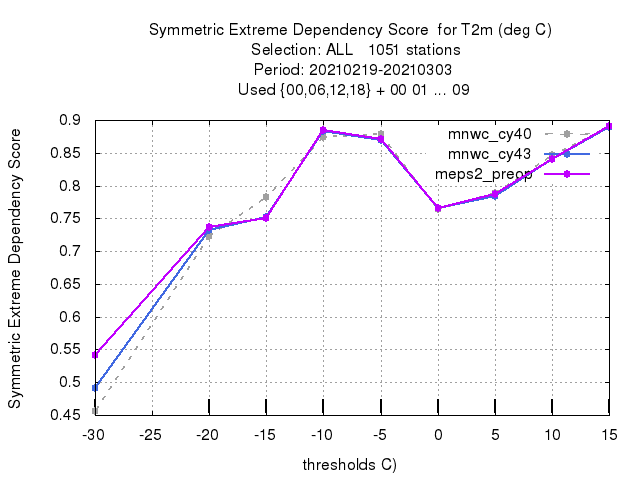 Symmetric Extreme Dependency Score  for T2m (deg C)
Selection: ALL   1051 stations
Period: 20210219-20210303
Used {00,06,12,18} + 00 01 ... 09
Symmetric Extreme Dependency Score
0.9
0.85
0.8
0.75
0.7
0.65
0.6
0.55
0.5
0.45
mnwc_cy40
mnwc_cy43
meps2_preop
-30 -25 -20 -15 -10 -5 0 5 10 15
thresholds C)